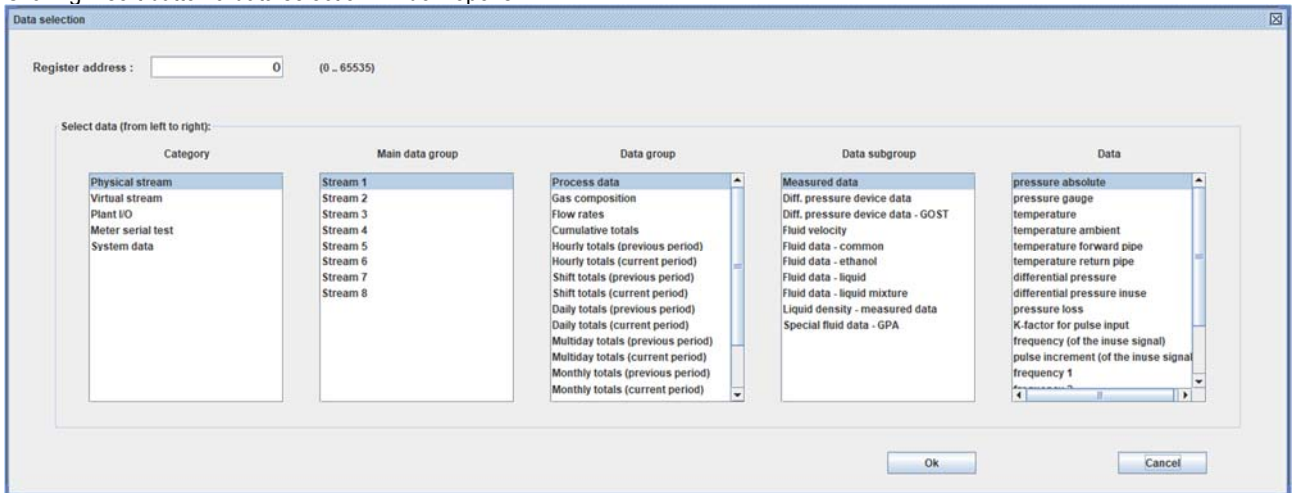 Data selection
Register address : 0 (0 .. 65535)
Select data (from left to right):
Category
Physical stream
Virtual stream
Plant I/O
Meter serial test
System data
Main data group
Stream 1
Stream 2
Stream 3
Stream 4
Stream 5
Stream 6
Stream 7
Stream 8
Data group
Process data
Gas composition
Flow rates
Cumulative totals
Hourly totals (previous period)
Hourly totals (current period)
Shift totals (previous period)
Shift totals (current period)
Daily totals (previous period)
Daily totals (current period)
Multiday totals (previous period)
Multiday totals (current period)
Monthly totals (previous period)
Monthly totals (current period)
Data subgroup
Measured data
Diff. pressure device data
Diff. pressure device data - GOST
Fluid velocity
Fluid data - common
Fluid data - ethanol
Fluid data - liquid
Fluid data - liquid mixture
Liquid density - measured data
Special fluid data - GPA
Data
pressure absolute
pressure gauge
temperature
temperature ambient
temperature forward pipe
temperature return pipe
differential pressure
differential pressure inuse
pressure loss
K-factor for pulse input
frequency (of the inuse signal)
pulse increment (of the inuse signal
frequency 1
Ok
Cancel